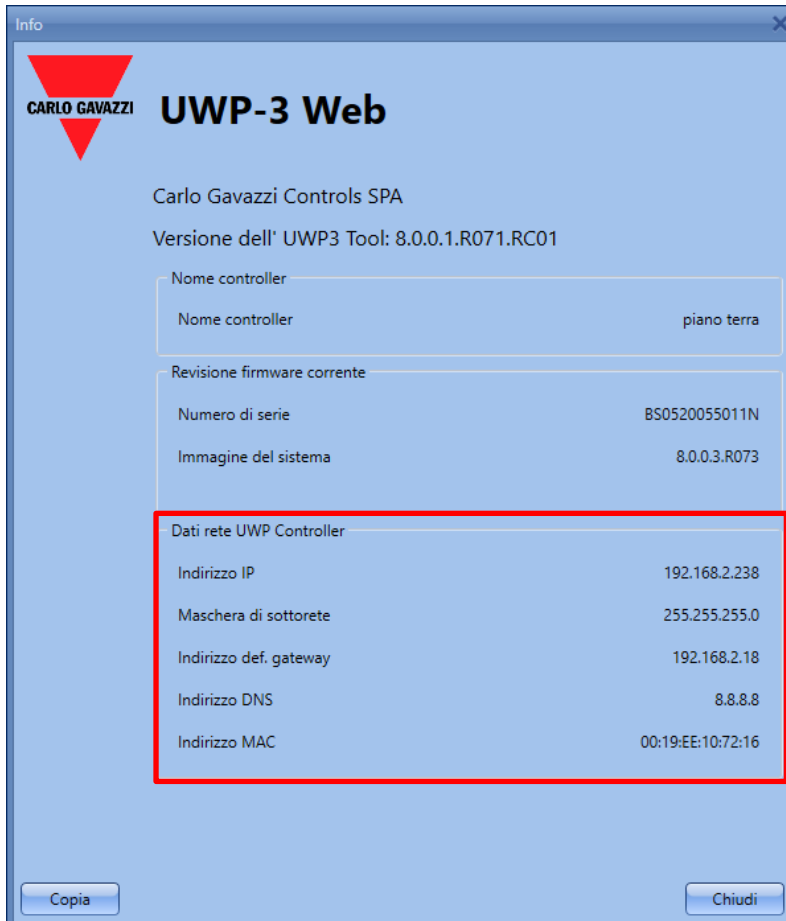 Info
CARLO GAVAZZI
UWP-3 Web
Carlo Gavazzi Controls SPA
Versione dell' UWP3 Tool: 8.0.0.1.R071.RC01
Nome controller
Nome controller piano terra
Revisione firmware corrente
Numero di serie BS0520055011N
Immagine del sistema 8.0.0.3.R073
Dati rete UWP Controller
Indirizzo IP 192.168.2.238
Maschera di sottorete 255.255.255.0
Indirizzo def. gateway 192.168.2.18
Indirizzo DNS 8.8.8.8
Indirizzo MAC 00:19:EE:10:72:16
Copia Chiudi